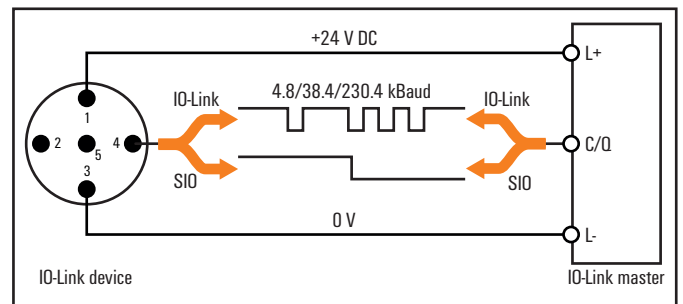 +24 V DC
L+
4.8/38.4/230.4 kBaud
IO-Link
IO-Link
1
2
5
4
C/Q
3
SIO
SIO
0 V
L-
IO-Link device
IO-Link master